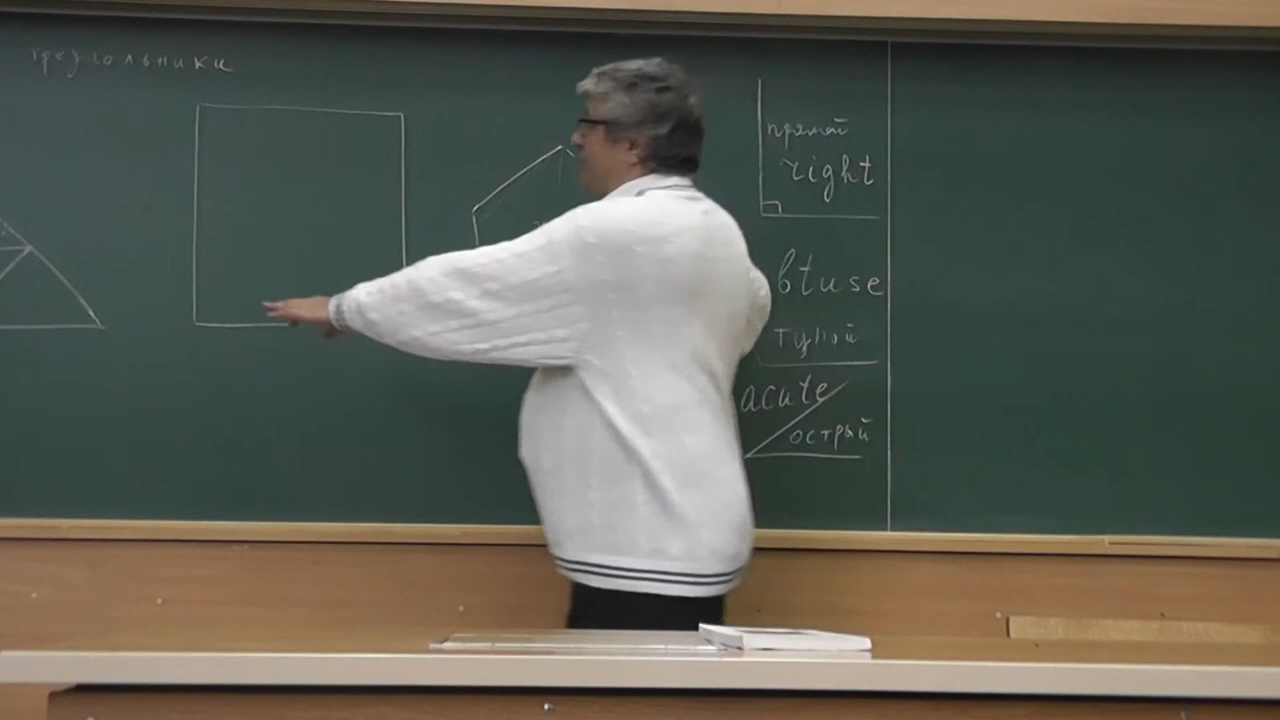 треугольники
прямой
right
btuse
тупой
acute
острый